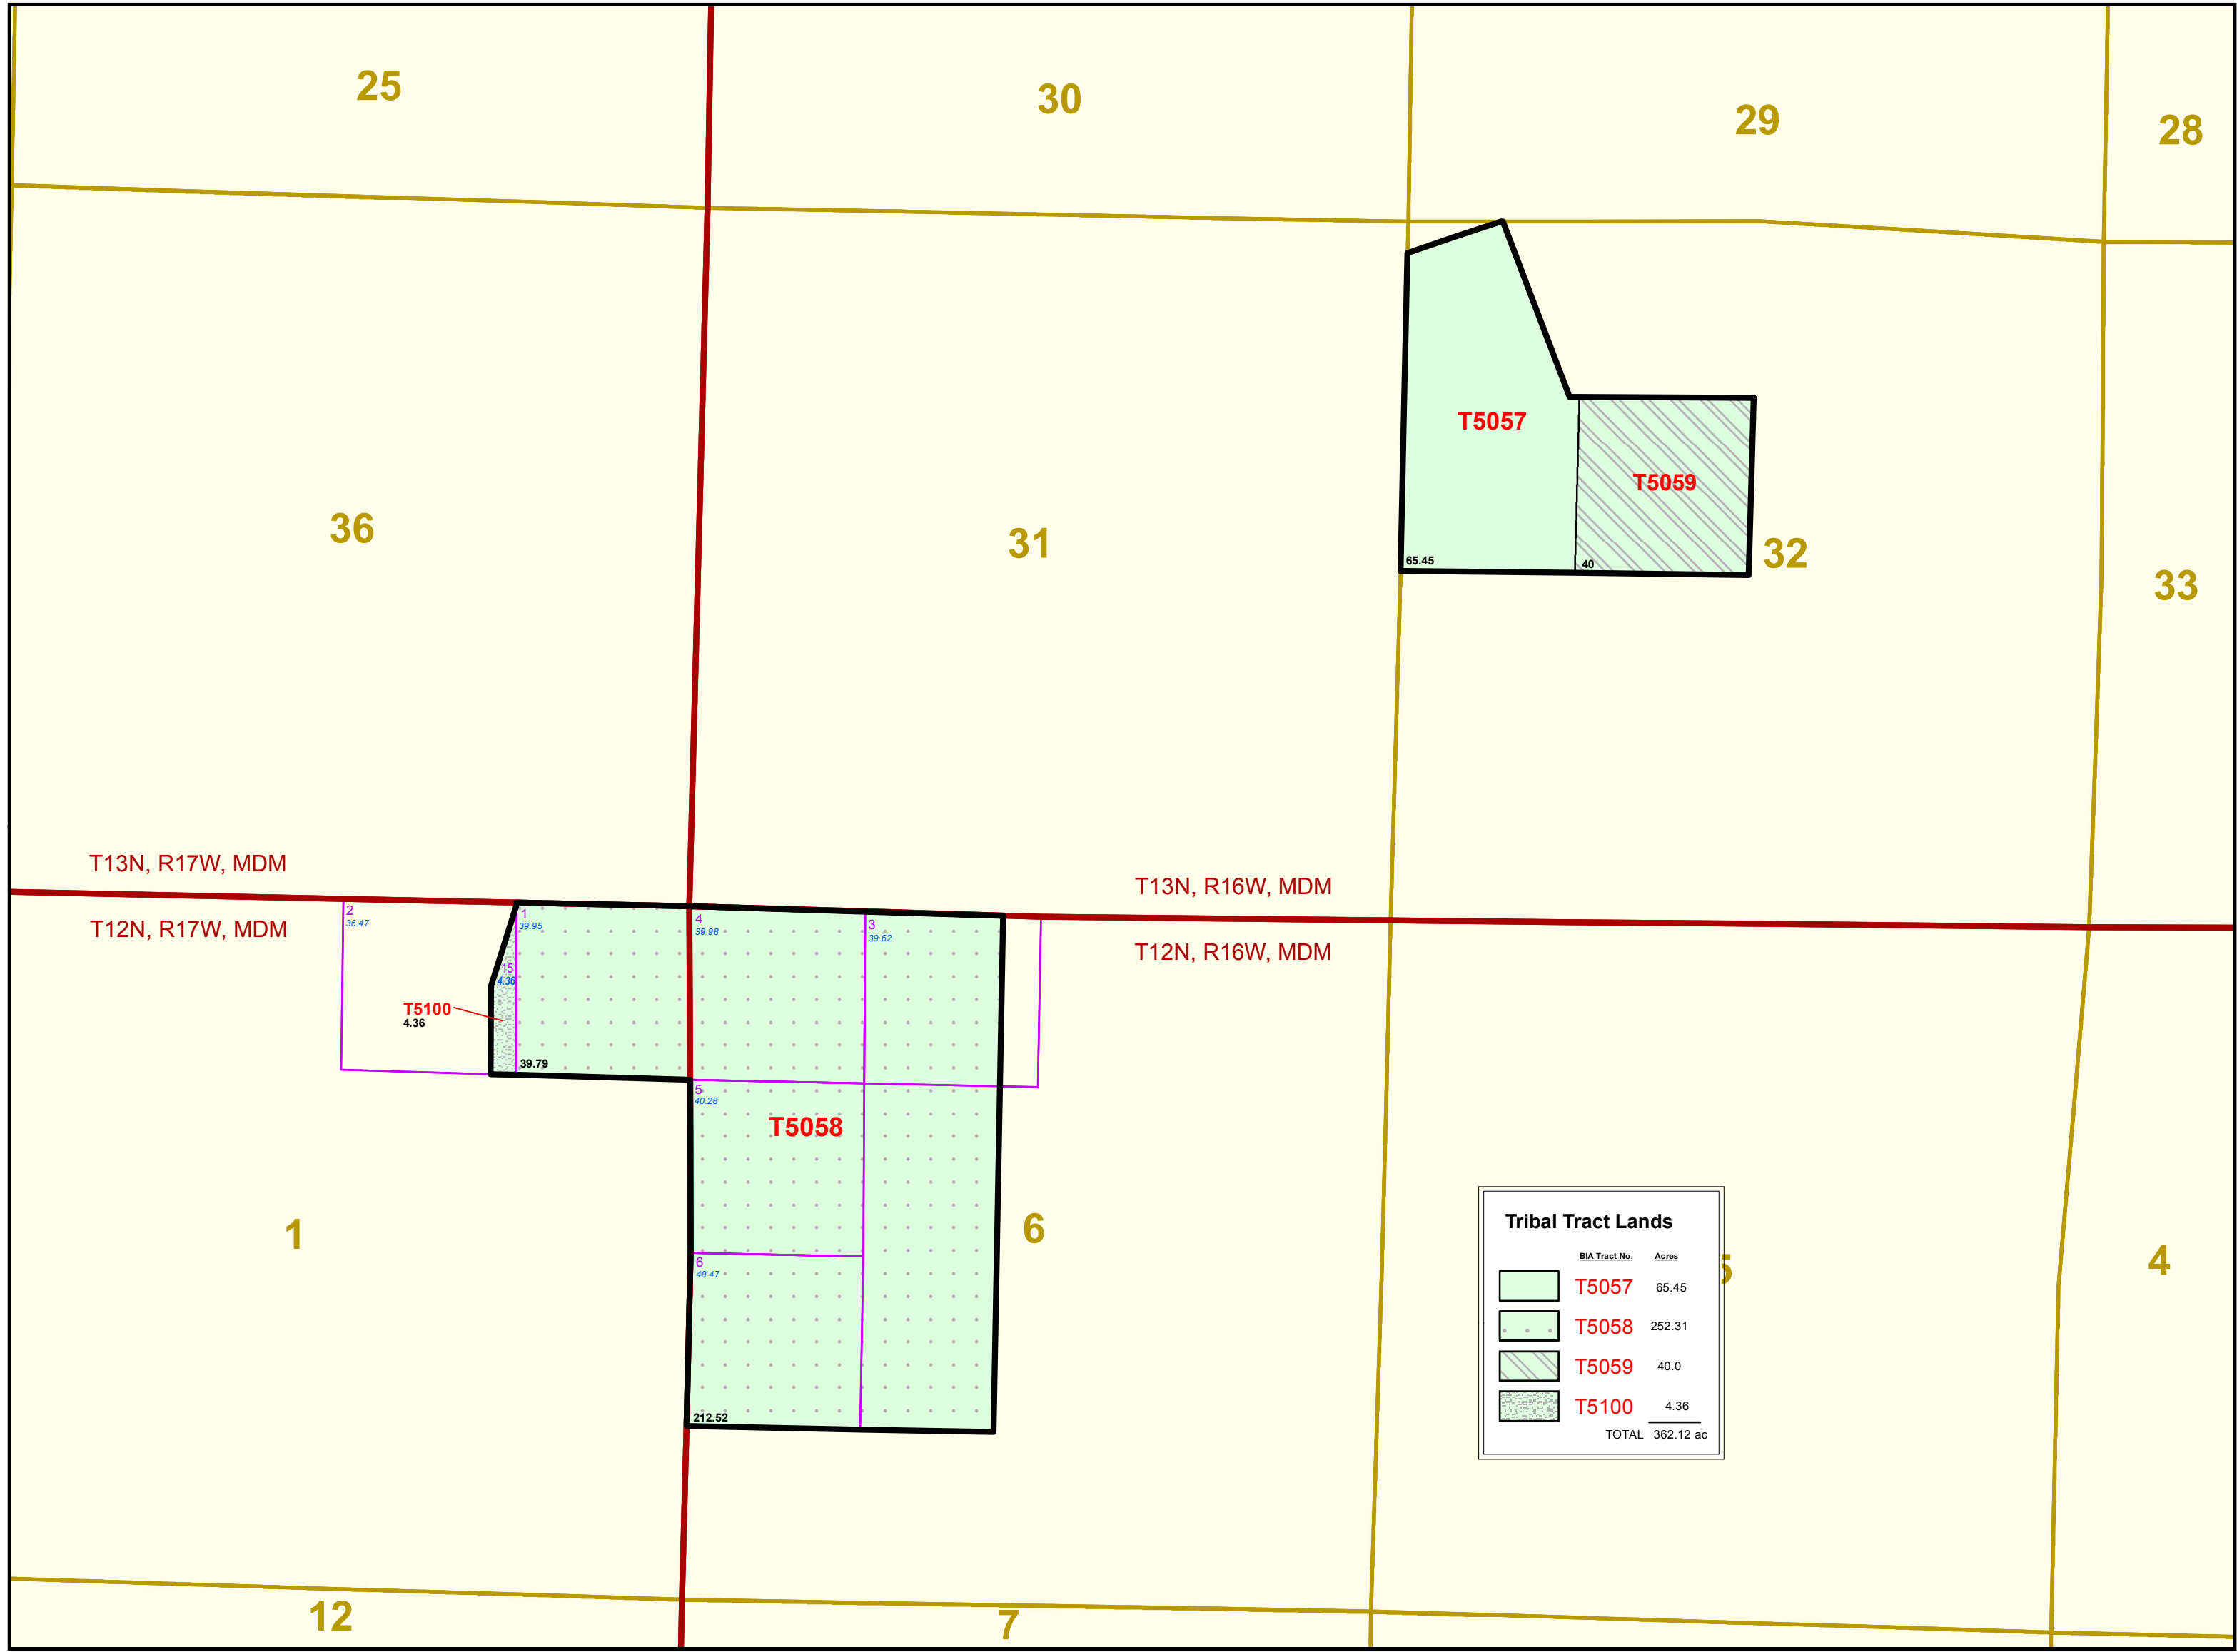 25
30
29
28
T5057
T5059
36
31
32
33
65.45
40
T13N, R17W, MDM
T13N, R16W, MDM
T12N, R17W, MDM
T12N, R16W, MDM
2
36.47
1
39.95
4
39.98
3
39.62
15
4.36
T5100
4.36
39.79
5
40.28
T5058
6
40.47
212.52
1
6
5
4
Tribal Tract Lands
BIA Tract No. Acres
T5057 65.45
T5058 252.31
T5059 40.0
T5100 4.36
TOTAL 362.12 ac
12
7